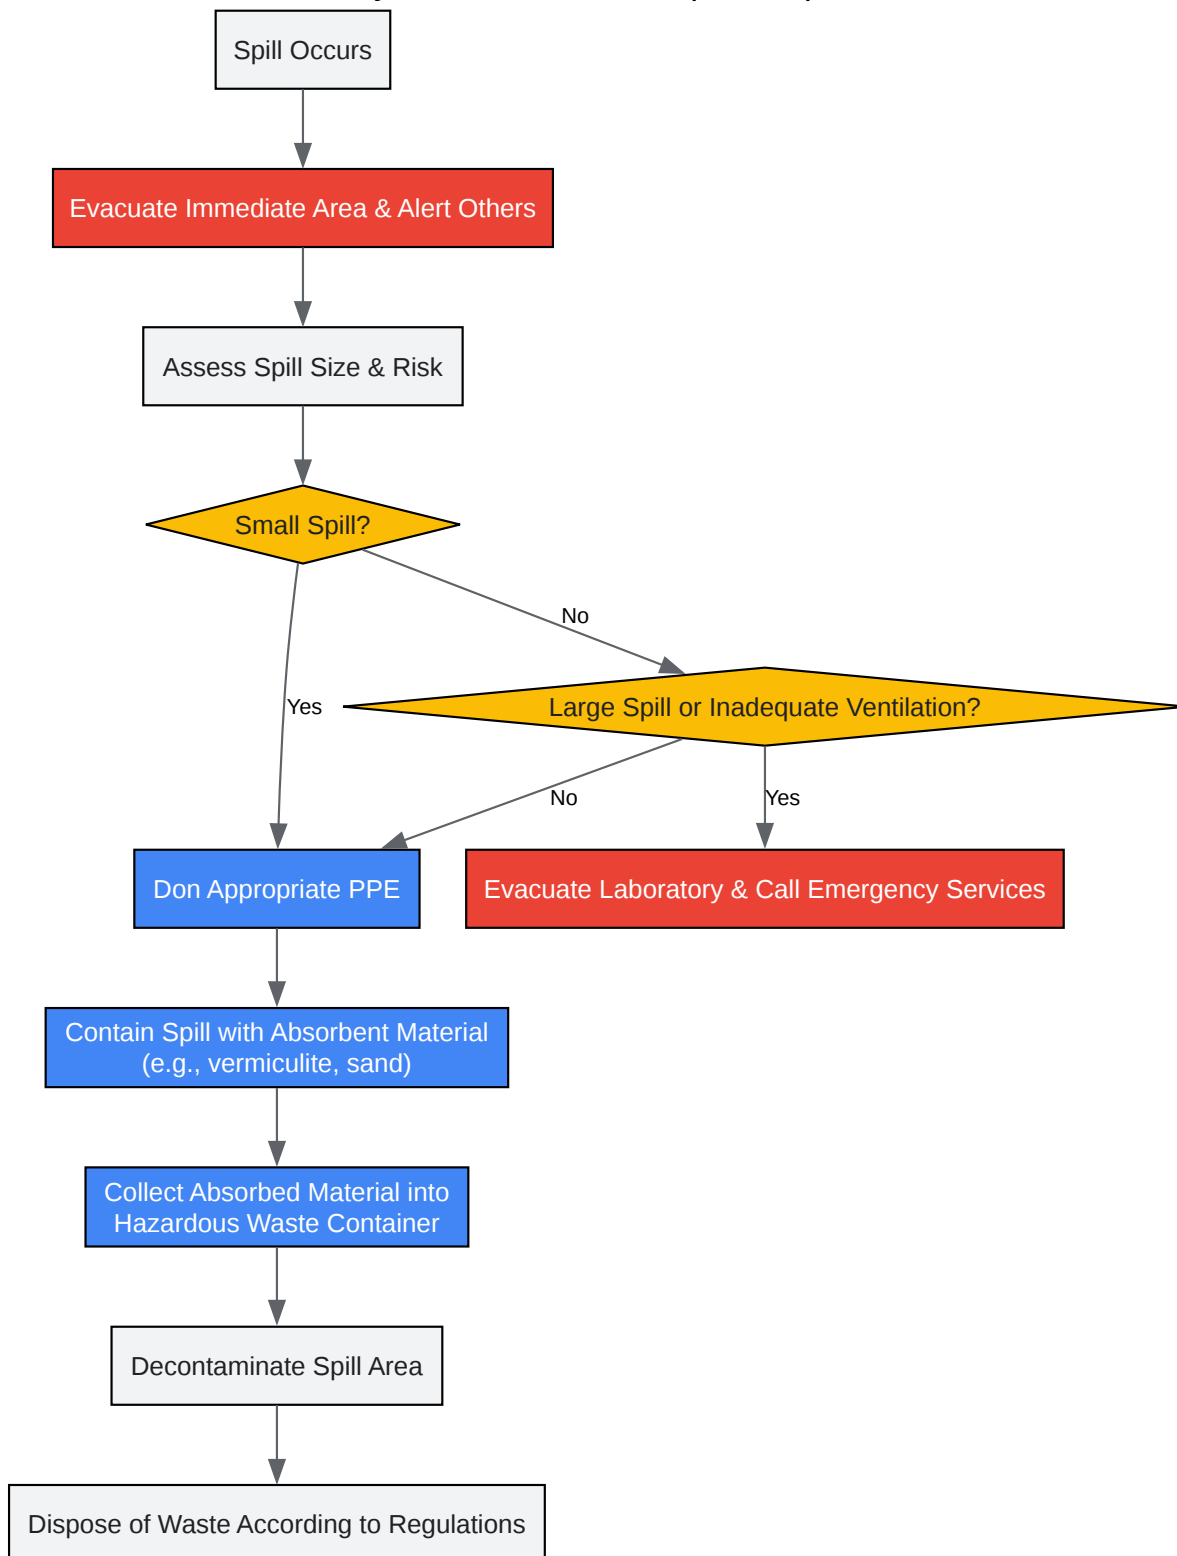 Spill Occurs
Evacuate Immediate Area & Alert Others
Assess Spill Size & Risk
Small Spill?
No
Yes
Large Spill or Inadequate Ventilation?
No
Yes
Don Appropriate PPE
Evacuate Laboratory & Call Emergency Services
Contain Spill with Absorbent Material
(e.g., vermiculite, sand)
Collect Absorbed Material into
Hazardous Waste Container
Decontaminate Spill Area
Dispose of Waste According to Regulations